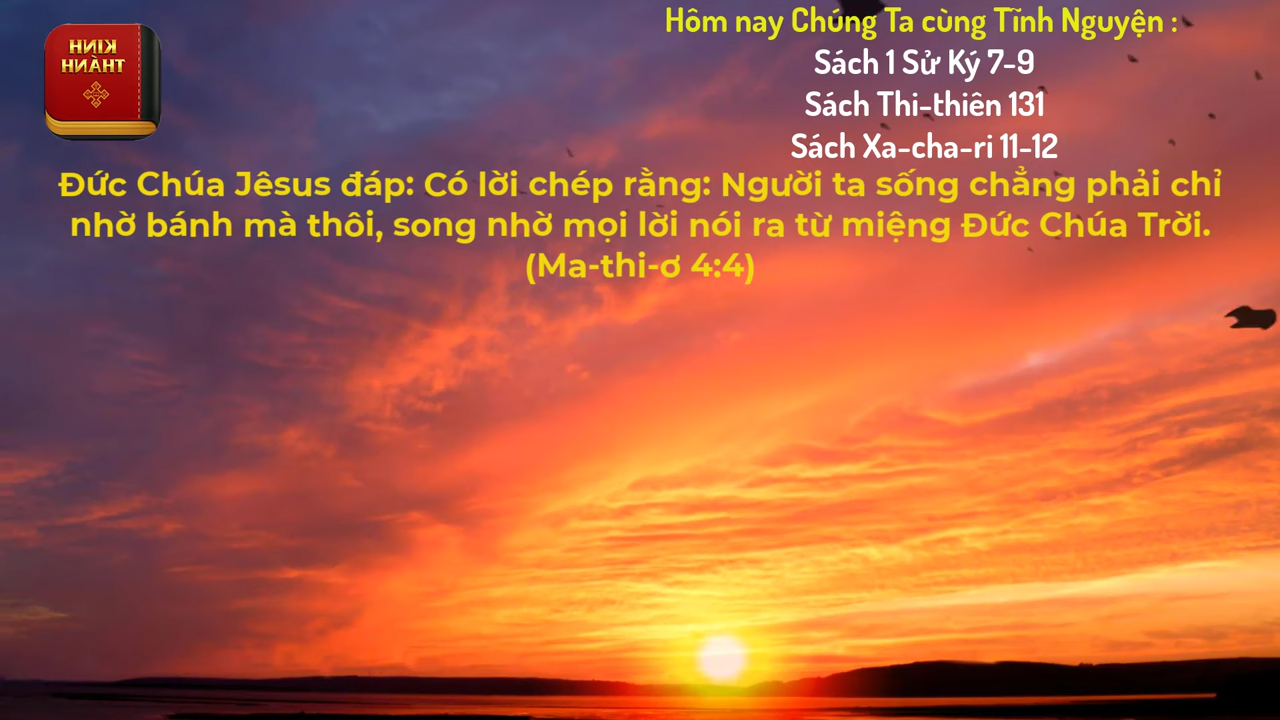 KINH
THÁNH
Hôm nay Chúng Ta cùng Tĩnh Nguyện :
Sách 1 Sử Ký 7-9
Sách Thi-thiên 131
Sách Xa-cha-ri 11-12
Đức Chúa Jêsus đáp: Có lời chép rằng: Người ta sống chẳng phải chỉ
nhờ bánh mà thôi, song nhờ mọi lời nói ra từ miệng Đức Chúa Trời.
(Ma-thi-ơ 4:4)